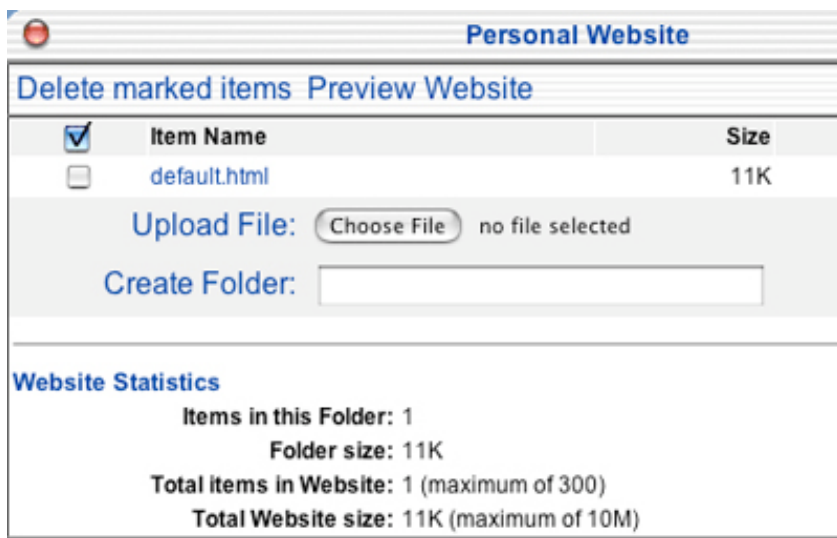 Personal Website
Delete marked items Preview Website
Item Name Size
default.html 11K
Upload File: Choose File no file selected
Create Folder:
Website Statistics
Items in this Folder: 1
Folder size: 11K
Total items in Website: 1 (maximum of 300)
Total Website size: 11K (maximum of 10M)